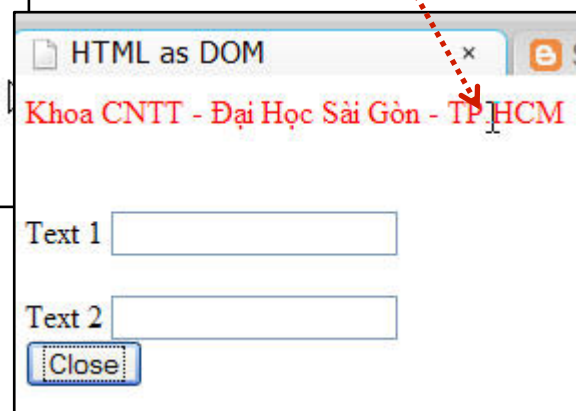 HTML as DOM ×
Khoa CNTT - Đại Học Sài Gòn - TP.HCM
Text 1
Text 2
Close